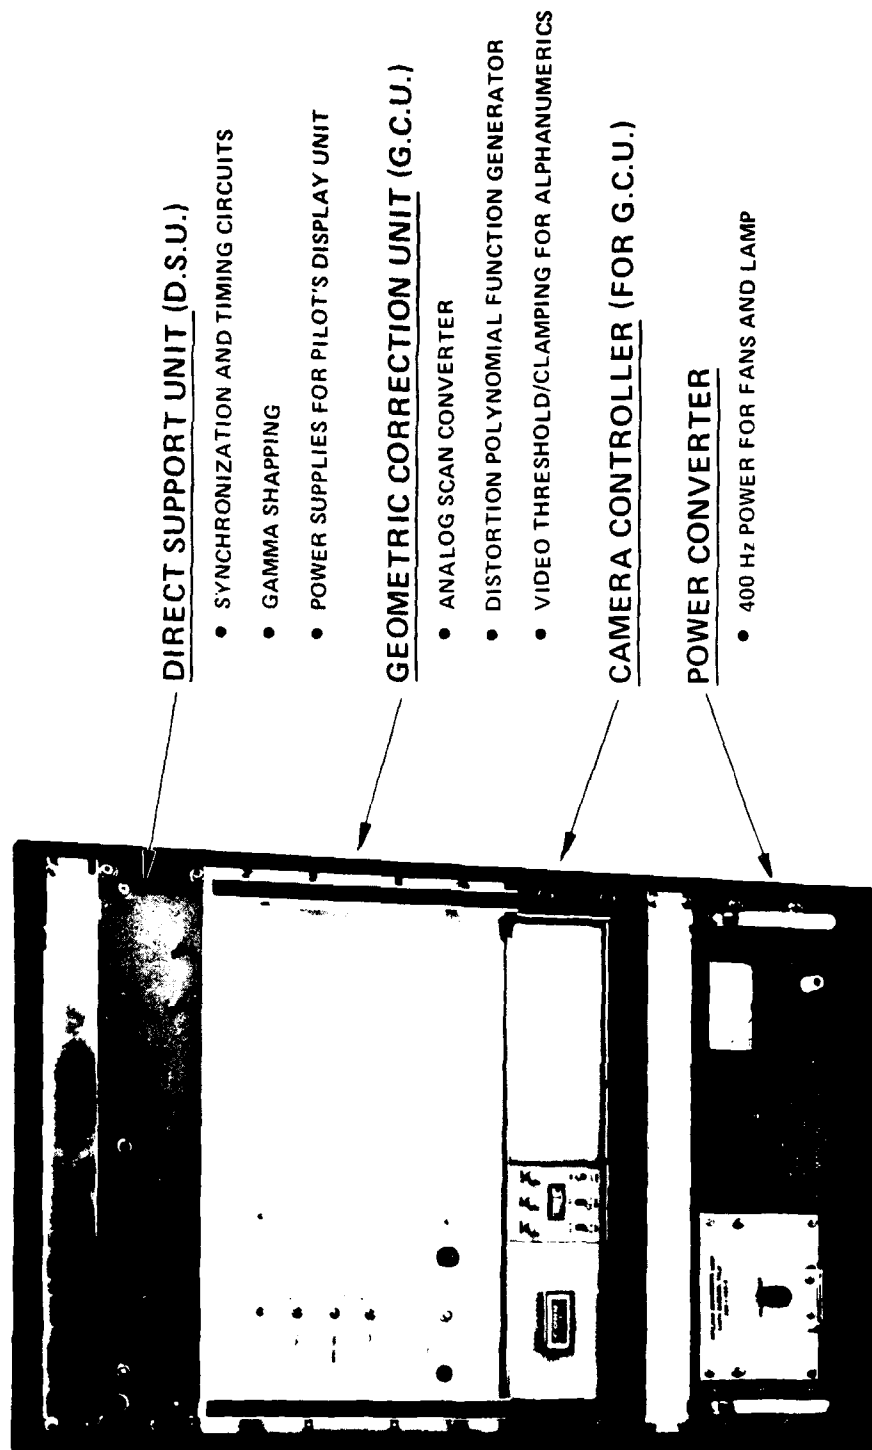 DIRECT SUPPORT UNIT (D.S.U.)
• SYNCHRONIZATION AND TIMING CIRCUITS
• GAMMA SHAPPING
• POWER SUPPLIES FOR PILOT'S DISPLAY UNIT
GEOMETRIC CORRECTION UNIT (G.C.U.)
• ANALOG SCAN CONVERTER
• DISTORTION POLYNOMIAL FUNCTION GENERATOR
• VIDEO THRESHOLD/CLAMPING FOR ALPHANUMERICS
CAMERA CONTROLLER (FOR G.C.U.)
POWER CONVERTER
• 400 Hz POWER FOR FANS AND LAMP